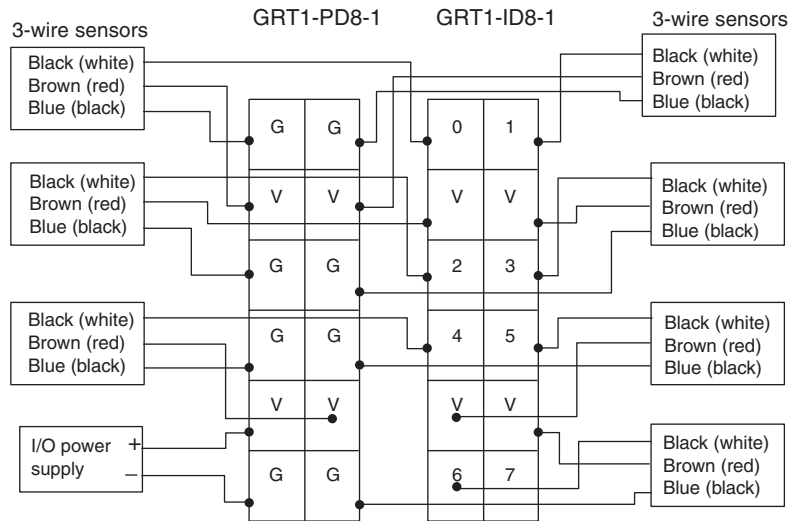 GRT1-PD8-1 GRT1-ID8-1
3-wire sensors 3-wire sensors
Black (white)
Brown (red)
Blue (black)
Black (white)
Brown (red)
Blue (black)
G G 0 1
V V V V
Black (white)
Brown (red)
Blue (black)
Black (white)
Brown (red)
Blue (black)
G G 2 3
G G 4 5
Black (white)
Brown (red)
Blue (black)
Black (white)
Brown (red)
Blue (black)
V V V V
I/O power +
supply –
G G 6 7
Black (white)
Brown (red)
Blue (black)